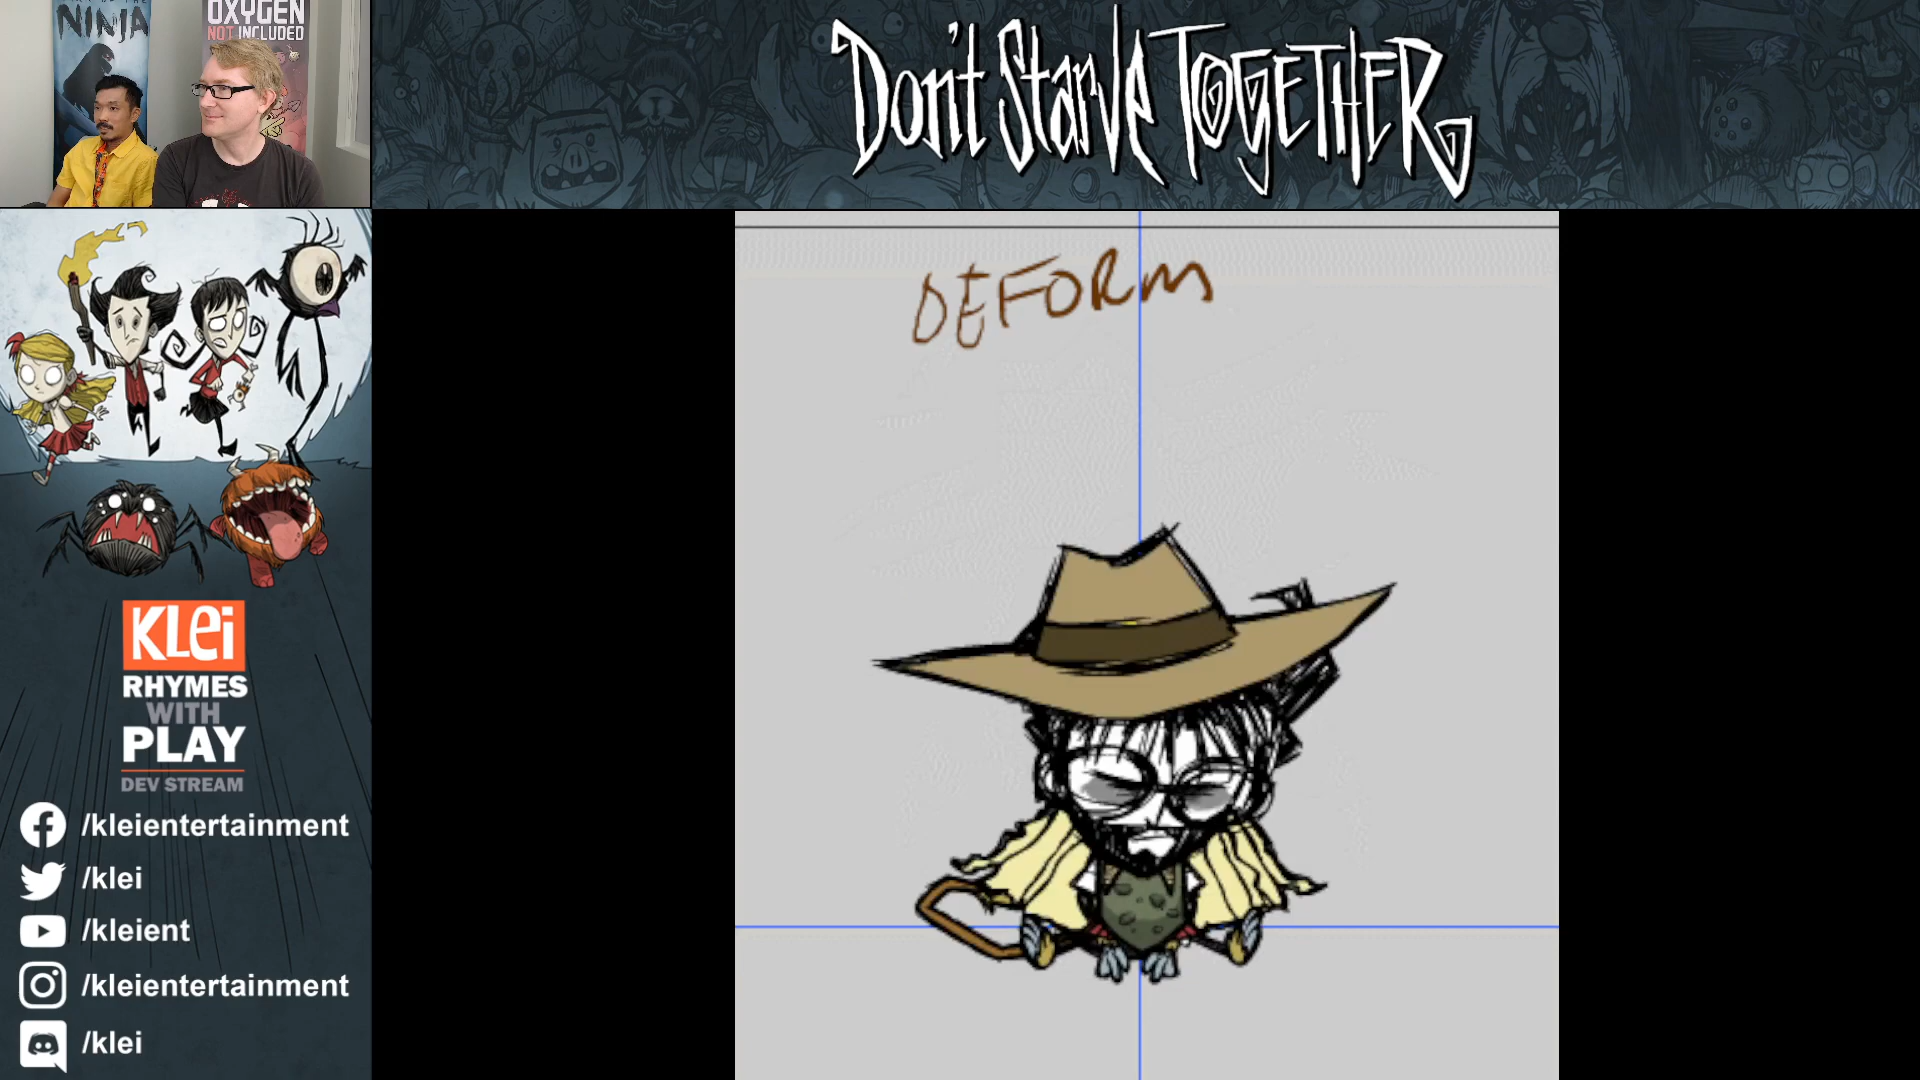 NINJA
OXYGEN
NOT INCLUDED
Don't Starve TOGETHER
DEFORM
KLei
RHYMES
WITH
PLAY
DEV STREAM
/kleientertainment
/klei
/kleient
/kleientertainment
/klei